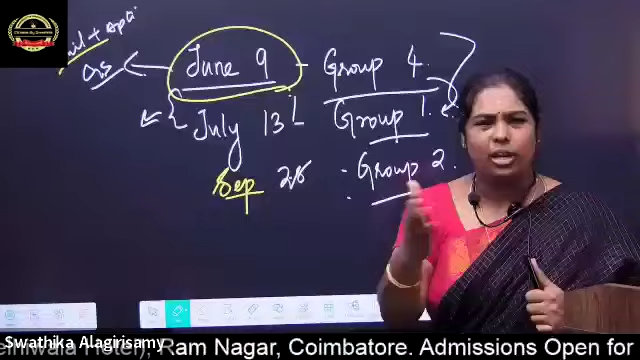 June 9 - Group 4.
July 13 - Group 1.
Sep 28 - Group 2.
Swathika Alagirisamy
Ram Nagar, Coimbatore. Admissions Open for